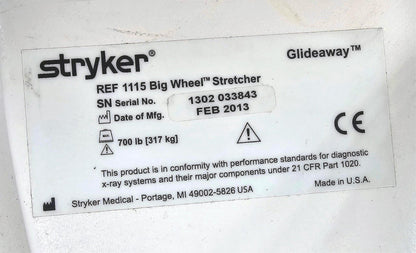 stryker®
Glideaway™
REF 1115 Big Wheel™ Stretcher
SN Serial No. 1302 033843
Date of Mfg. FEB 2013
700 lb [317 kg]
CE
This product is in conformity with performance standards for diagnostic
x-ray systems and their major components under 21 CFR Part 1020.
Stryker Medical - Portage, MI 49002-5826 USA
Made in U.S.A.